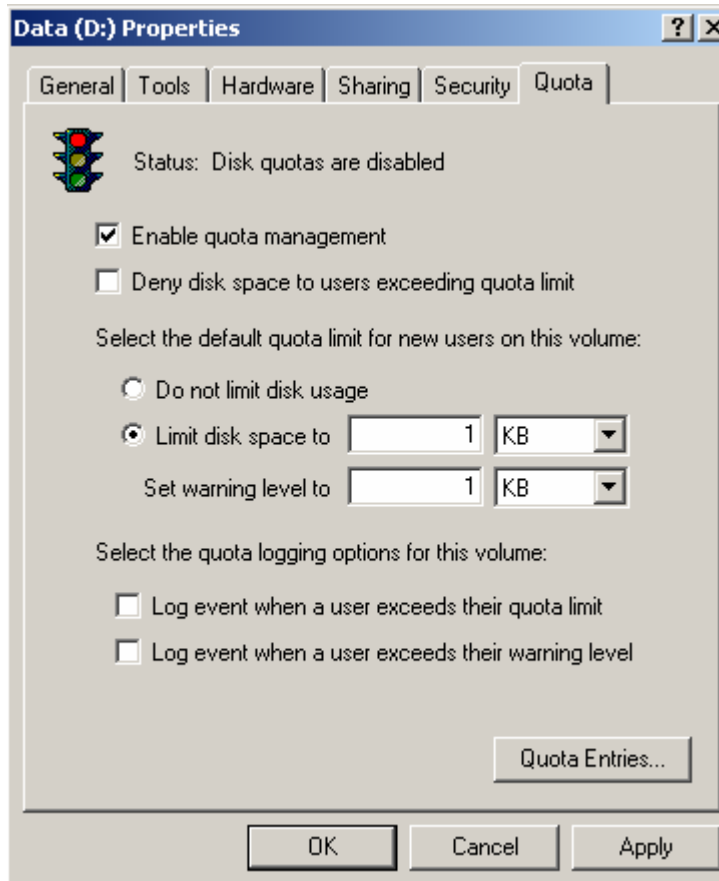 Data (D:) Properties ? X
General Tools Hardware Sharing Security Quota
Status: Disk quotas are disabled
Enable quota management
Deny disk space to users exceeding quota limit
Select the default quota limit for new users on this volume:
Do not limit disk usage
Limit disk space to 1 KB
Set warning level to 1 KB
Select the quota logging options for this volume:
Log event when a user exceeds their quota limit
Log event when a user exceeds their warning level
Quota Entries...
OK Cancel Apply